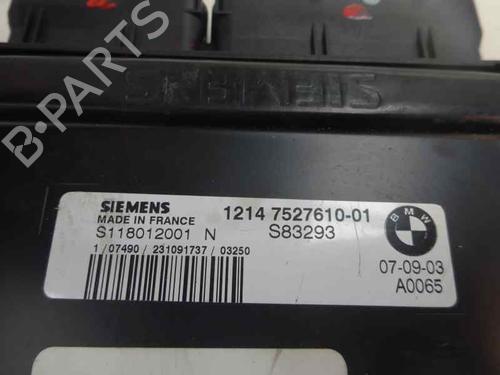 SIEMENS
SIEMENS
MADE IN FRANCE
1214 7527610-01
S118012001 N
S83293
BMW
1 / 07490 / 231091737 / 03250
07-09-03
A0065
B-PARTS